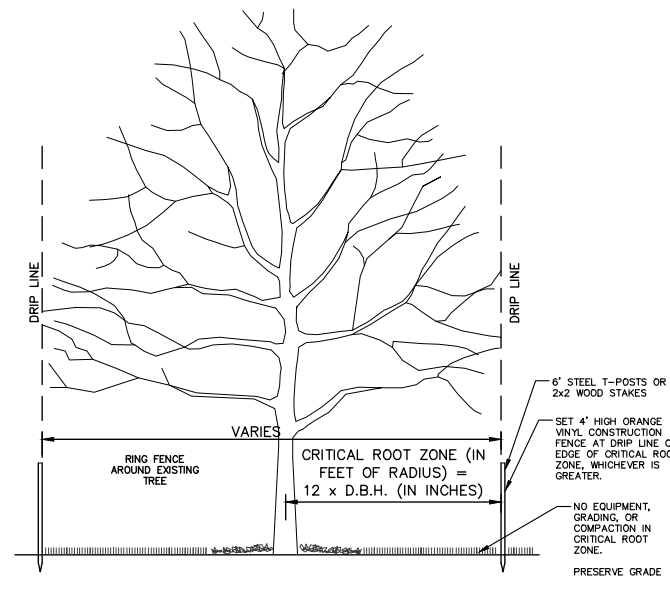 DRIP LINE
DRIP LINE
6' STEEL T-POSTS OR
2x2 WOOD STAKES
VARIES
SET 4' HIGH ORANGE
VINYL CONSTRUCTION
FENCE AT DRIP LINE
EDGE OF CRITICAL
ZONE, WHICHEVER IS
GREATER.
RING FENCE
AROUND EXISTING
TREE
CRITICAL ROOT ZONE (IN
FEET OF RADIUS) =
12 x D.B.H. (IN INCHES)
NO EQUIPMENT,
GRADING, OR
COMPACTION IN
CRITICAL ROOT
ZONE.
PRESERVE GRADE